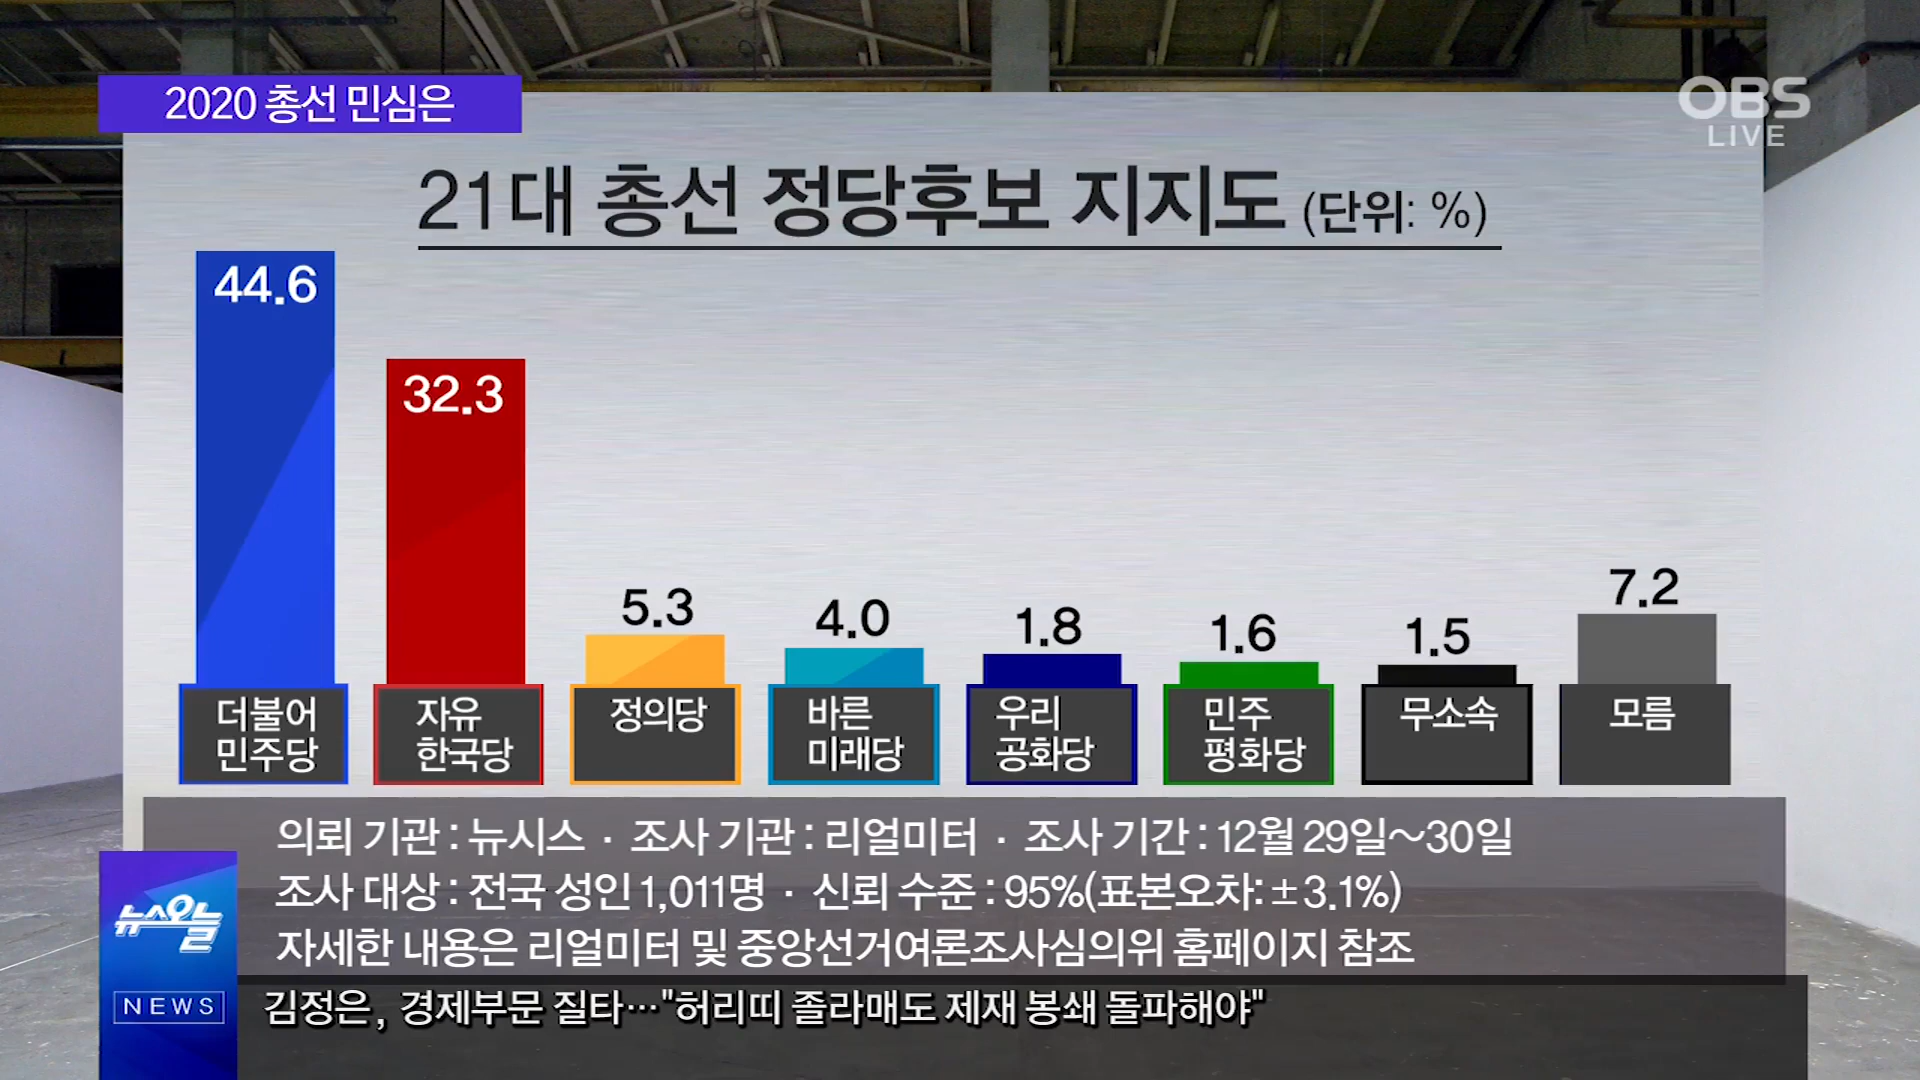 2020 총선 민심은
OBS
LIVE
21대 총선 정당후보 지지도 (단위: %)
44.6
32.3
5.3
4.0
1.8
1.6
1.5
7.2
더불어
민주당
자유
한국당
정의당
바른
미래당
우리
공화당
민주
평화당
무소속
모름
의뢰 기관 : 뉴시스 · 조사 기관 : 리얼미터 · 조사 기간 : 12월 29일~30일
조사 대상 : 전국 성인 1,011명 · 신뢰 수준 : 95%(표본오차:±3.1%)
자세한 내용은 리얼미터 및 중앙선거여론조사심의위 홈페이지 참조
뉴스오늘
NEWS
김정은, 경제부문 질타…"허리띠 졸라매도 제재 봉쇄 돌파해야"